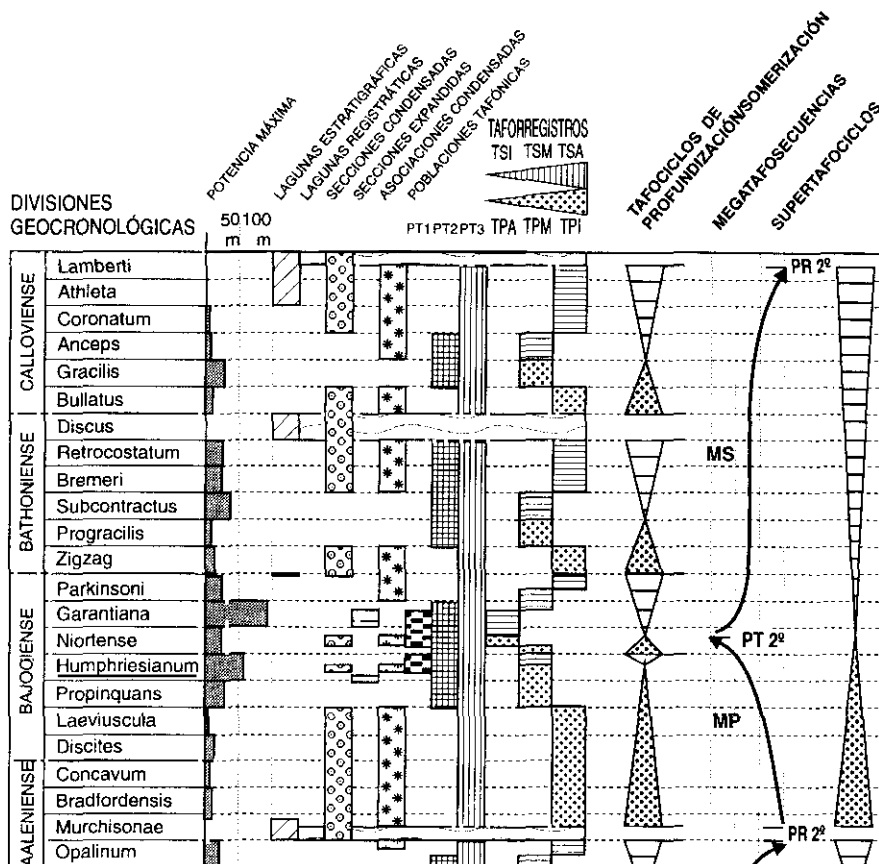 POTENCIA MÁXIMA
LAGUNAS ESTRATIGRÁFICAS
LAGUNAS REGISTRÁTICAS
SECCIONES CONDENSADAS
SECCIONES EXPANDIDAS
ASOCIACIONES CONDENSADAS
POBLACIONES TAFÓNICAS
TAFORREGISTROS
TSI TSM TSA
TAFOCICLOS DE
PROFUNDIZACIÓN/SOMERIZACIÓN
MEGATAFOSECUENCIAS
SUPERTAFOCICLOS
DIVISIONES
GEOCRONOLÓGICAS
50 100
m m
PT1 PT2 PT3 TPA TPM TPI
CALLOVIENSE
Lamberti
PR 2º
Athleta
Coronatum
Anceps
Gracilis
Bullatus
BATHONIENSE
Discus
Retrocostatum
MS
Bremeri
Subcontractus
Progracilis
Zigzag
BAJOCIENSE
Parkinsoni
Garantiana
Niortense
PT 2º
Humphriesianum
Propinquans
MP
Laeviuscula
Discites
AALENIENSE
Concavum
Bradfordensis
Murchisonae
PR 2º
Opalinum